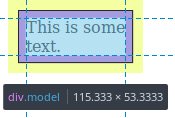 This is some
text.
div.model 115.333 × 53.3333